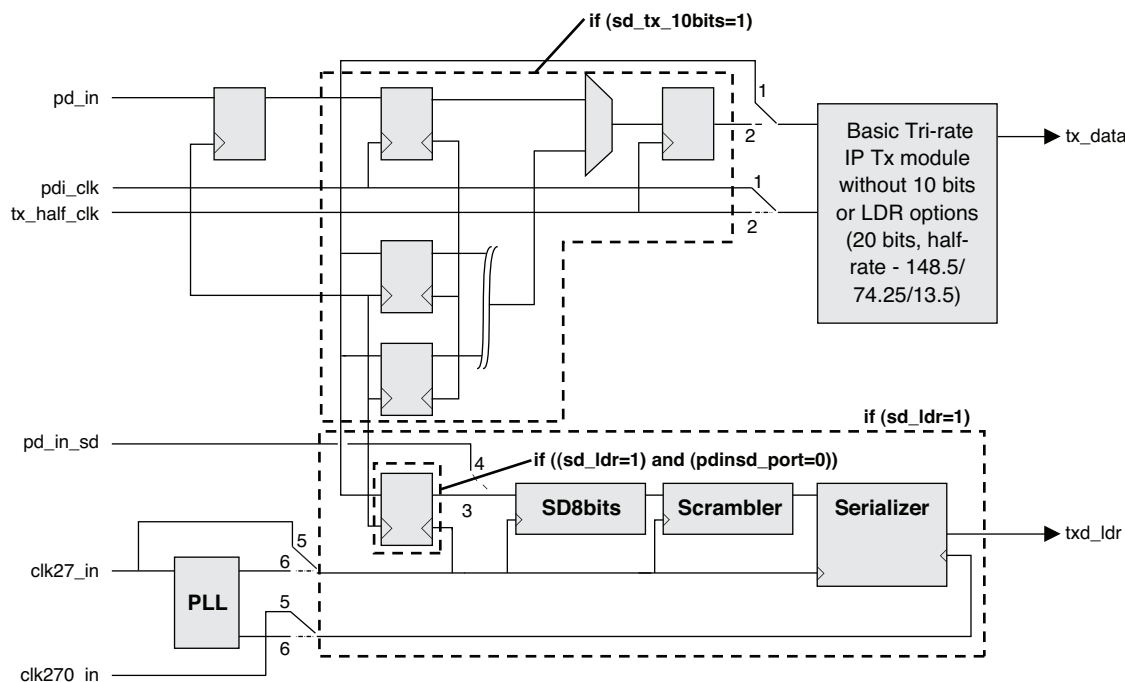 if (sd_tx_10bits=1)
pd_in
1
2
Basic Tri-rate
IP Tx module
without 10 bits
or LDR options
(20 bits, half-
rate - 148.5/
74.25/13.5)
tx_data
pdi_clk
1
tx_half_clk
2
if (sd_ldr=1)
pd_in_sd
if ((sd_ldr=1) and (pdinsd_port=0))
4
3
SD8bits
Scrambler
Serializer
txd_ldr
5
6
clk27_in
PLL
5
6
clk270_in